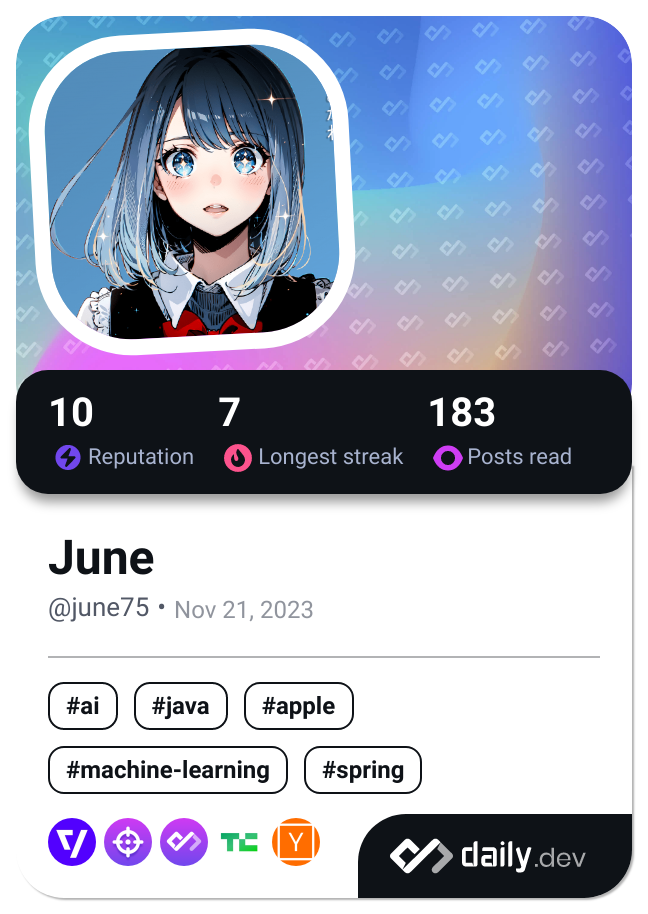 10 7 183
Reputation Longest streak Posts read
June
@june75 • Nov 21, 2023
#ai #java #apple
#machine-learning #spring
TC Y
daily.dev